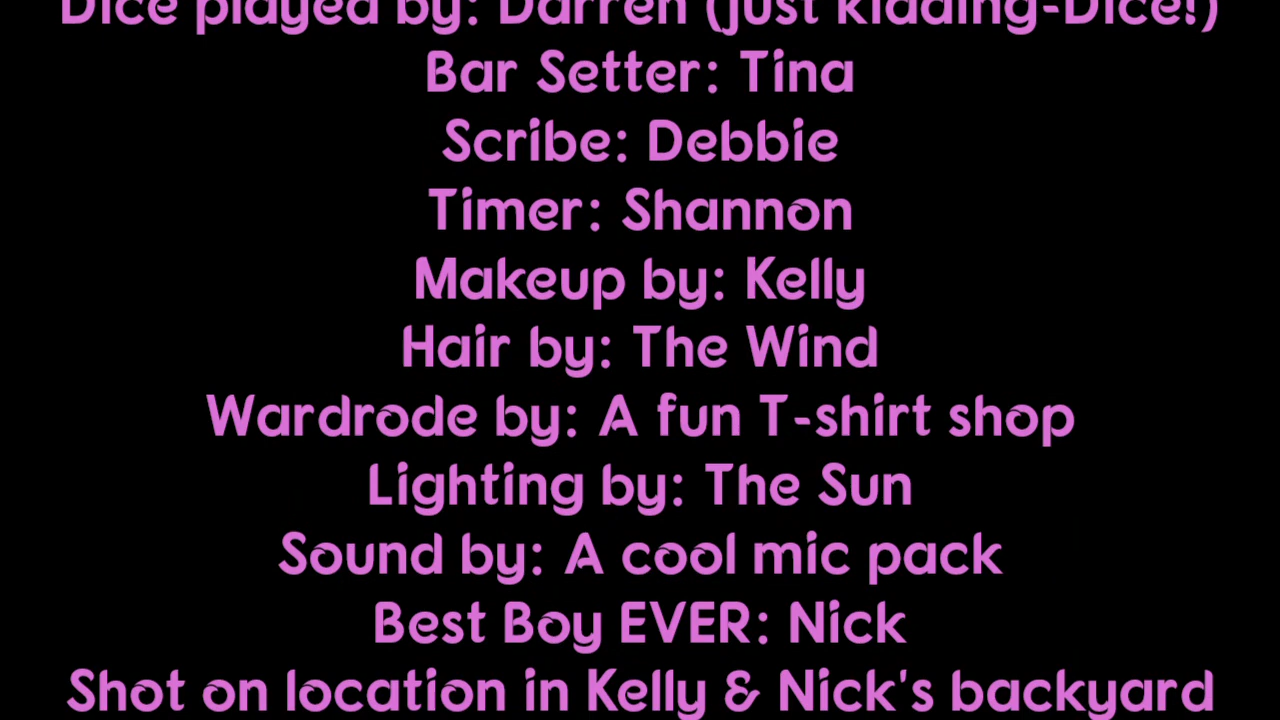 Dice played by: Darren (just kidding-Dice!)
Bar Setter: Tina
Scribe: Debbie
Timer: Shannon
Makeup by: Kelly
Hair by: The Wind
Wardrode by: A fun T-shirt shop
Lighting by: The Sun
Sound by: A cool mic pack
Best Boy EVER: Nick
Shot on location in Kelly & Nick's backyard